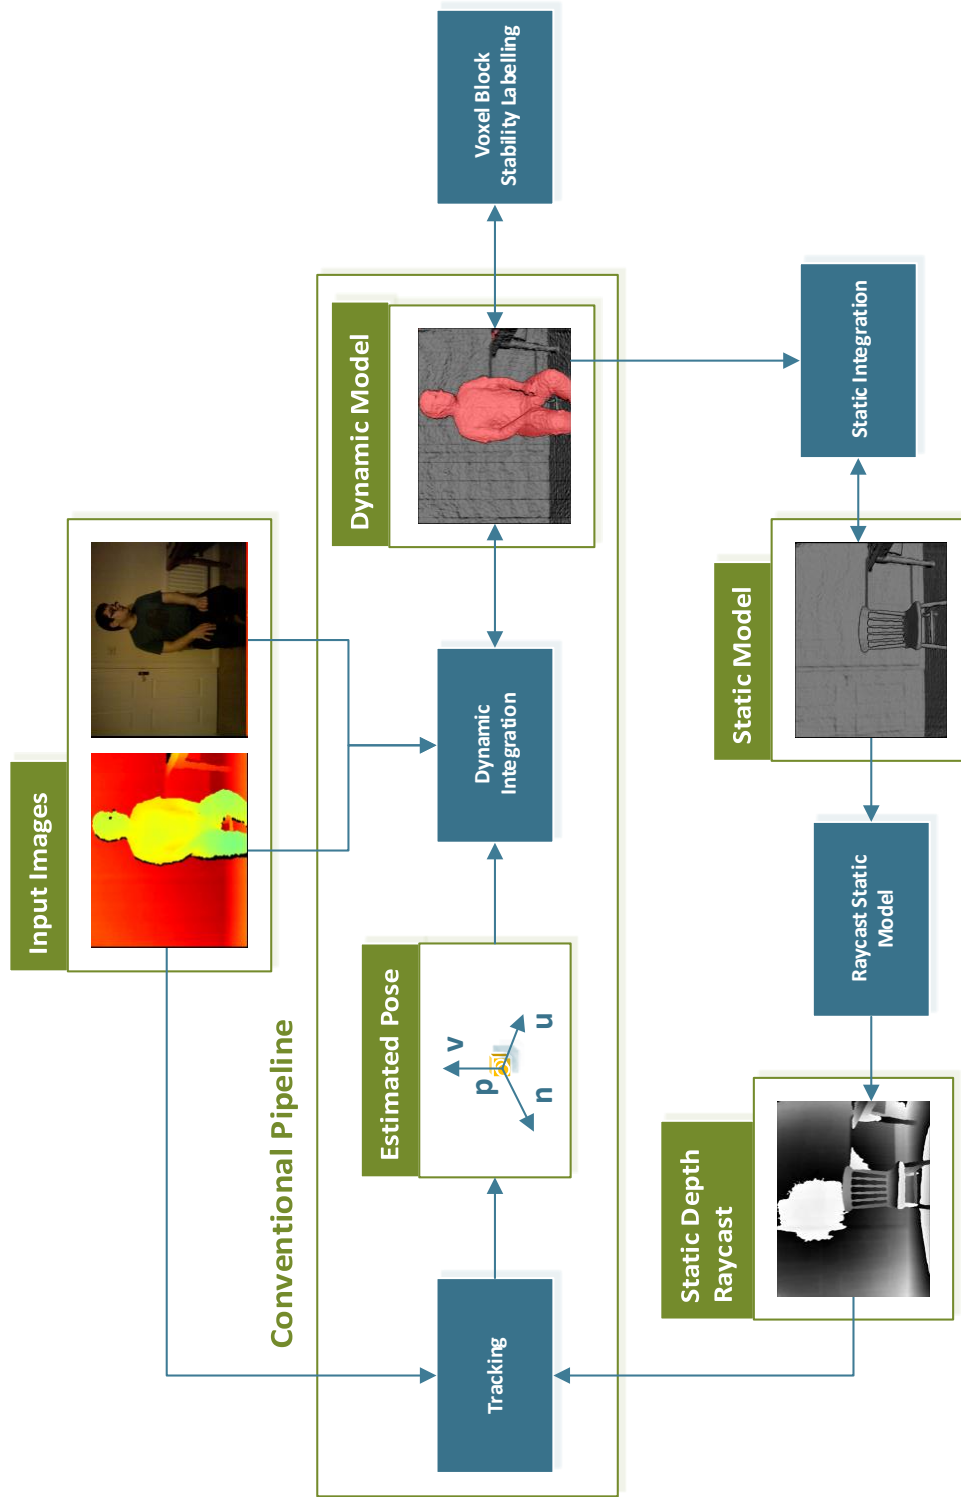 Input Images
Conventional Pipeline
Tracking
Estimated Pose
v
p
u
n
Dynamic
Integration
Dynamic Model
Voxel Block
Stability Labelling
Static Depth
Raycast
Raycast Static
Model
Static Model
Static Integration